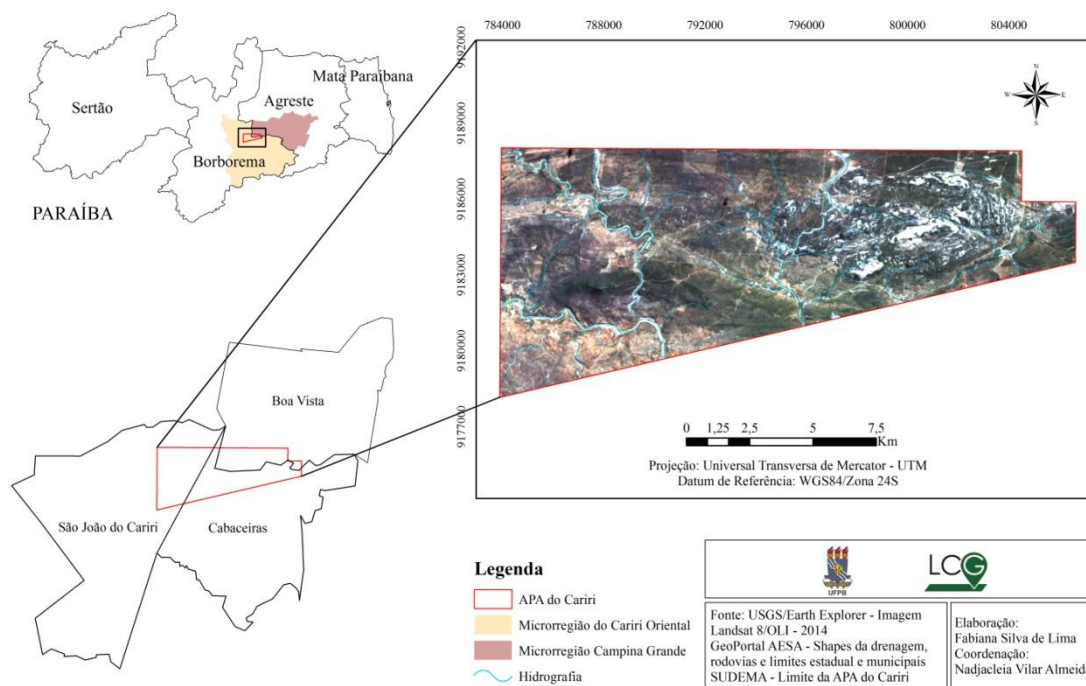 784000
788000
792000
796000
800000
804000
9192000
9189000
9186000
9183000
9180000
9177000
Mata Paraibana
Agreste
Sertão
Borborema
PARAÍBA
N
W
E
S
Boa Vista
São João do Cariri
Cabaceiras
0 1,25 2,5 5 7,5
Km
Projeção: Universal Transversa de Mercator - UTM
Datum de Referência: WGS84/Zona 24S
Legenda
APA do Cariri
Microrregião do Cariri Oriental
Microrregião Campina Grande
Hidrografia
UFPB
LCG
Fonte: USGS/Earth Explorer - Imagem
Landsat 8/OLI - 2014
GeoPortal AESA - Shapes da drenagem,
rodovias e limites estadual e municipais
SUDEMA - Limite da APA do Cariri
Elaboração:
Fabiana Silva de Lima
Coordenação:
Nadjacleia Vilar Almeida